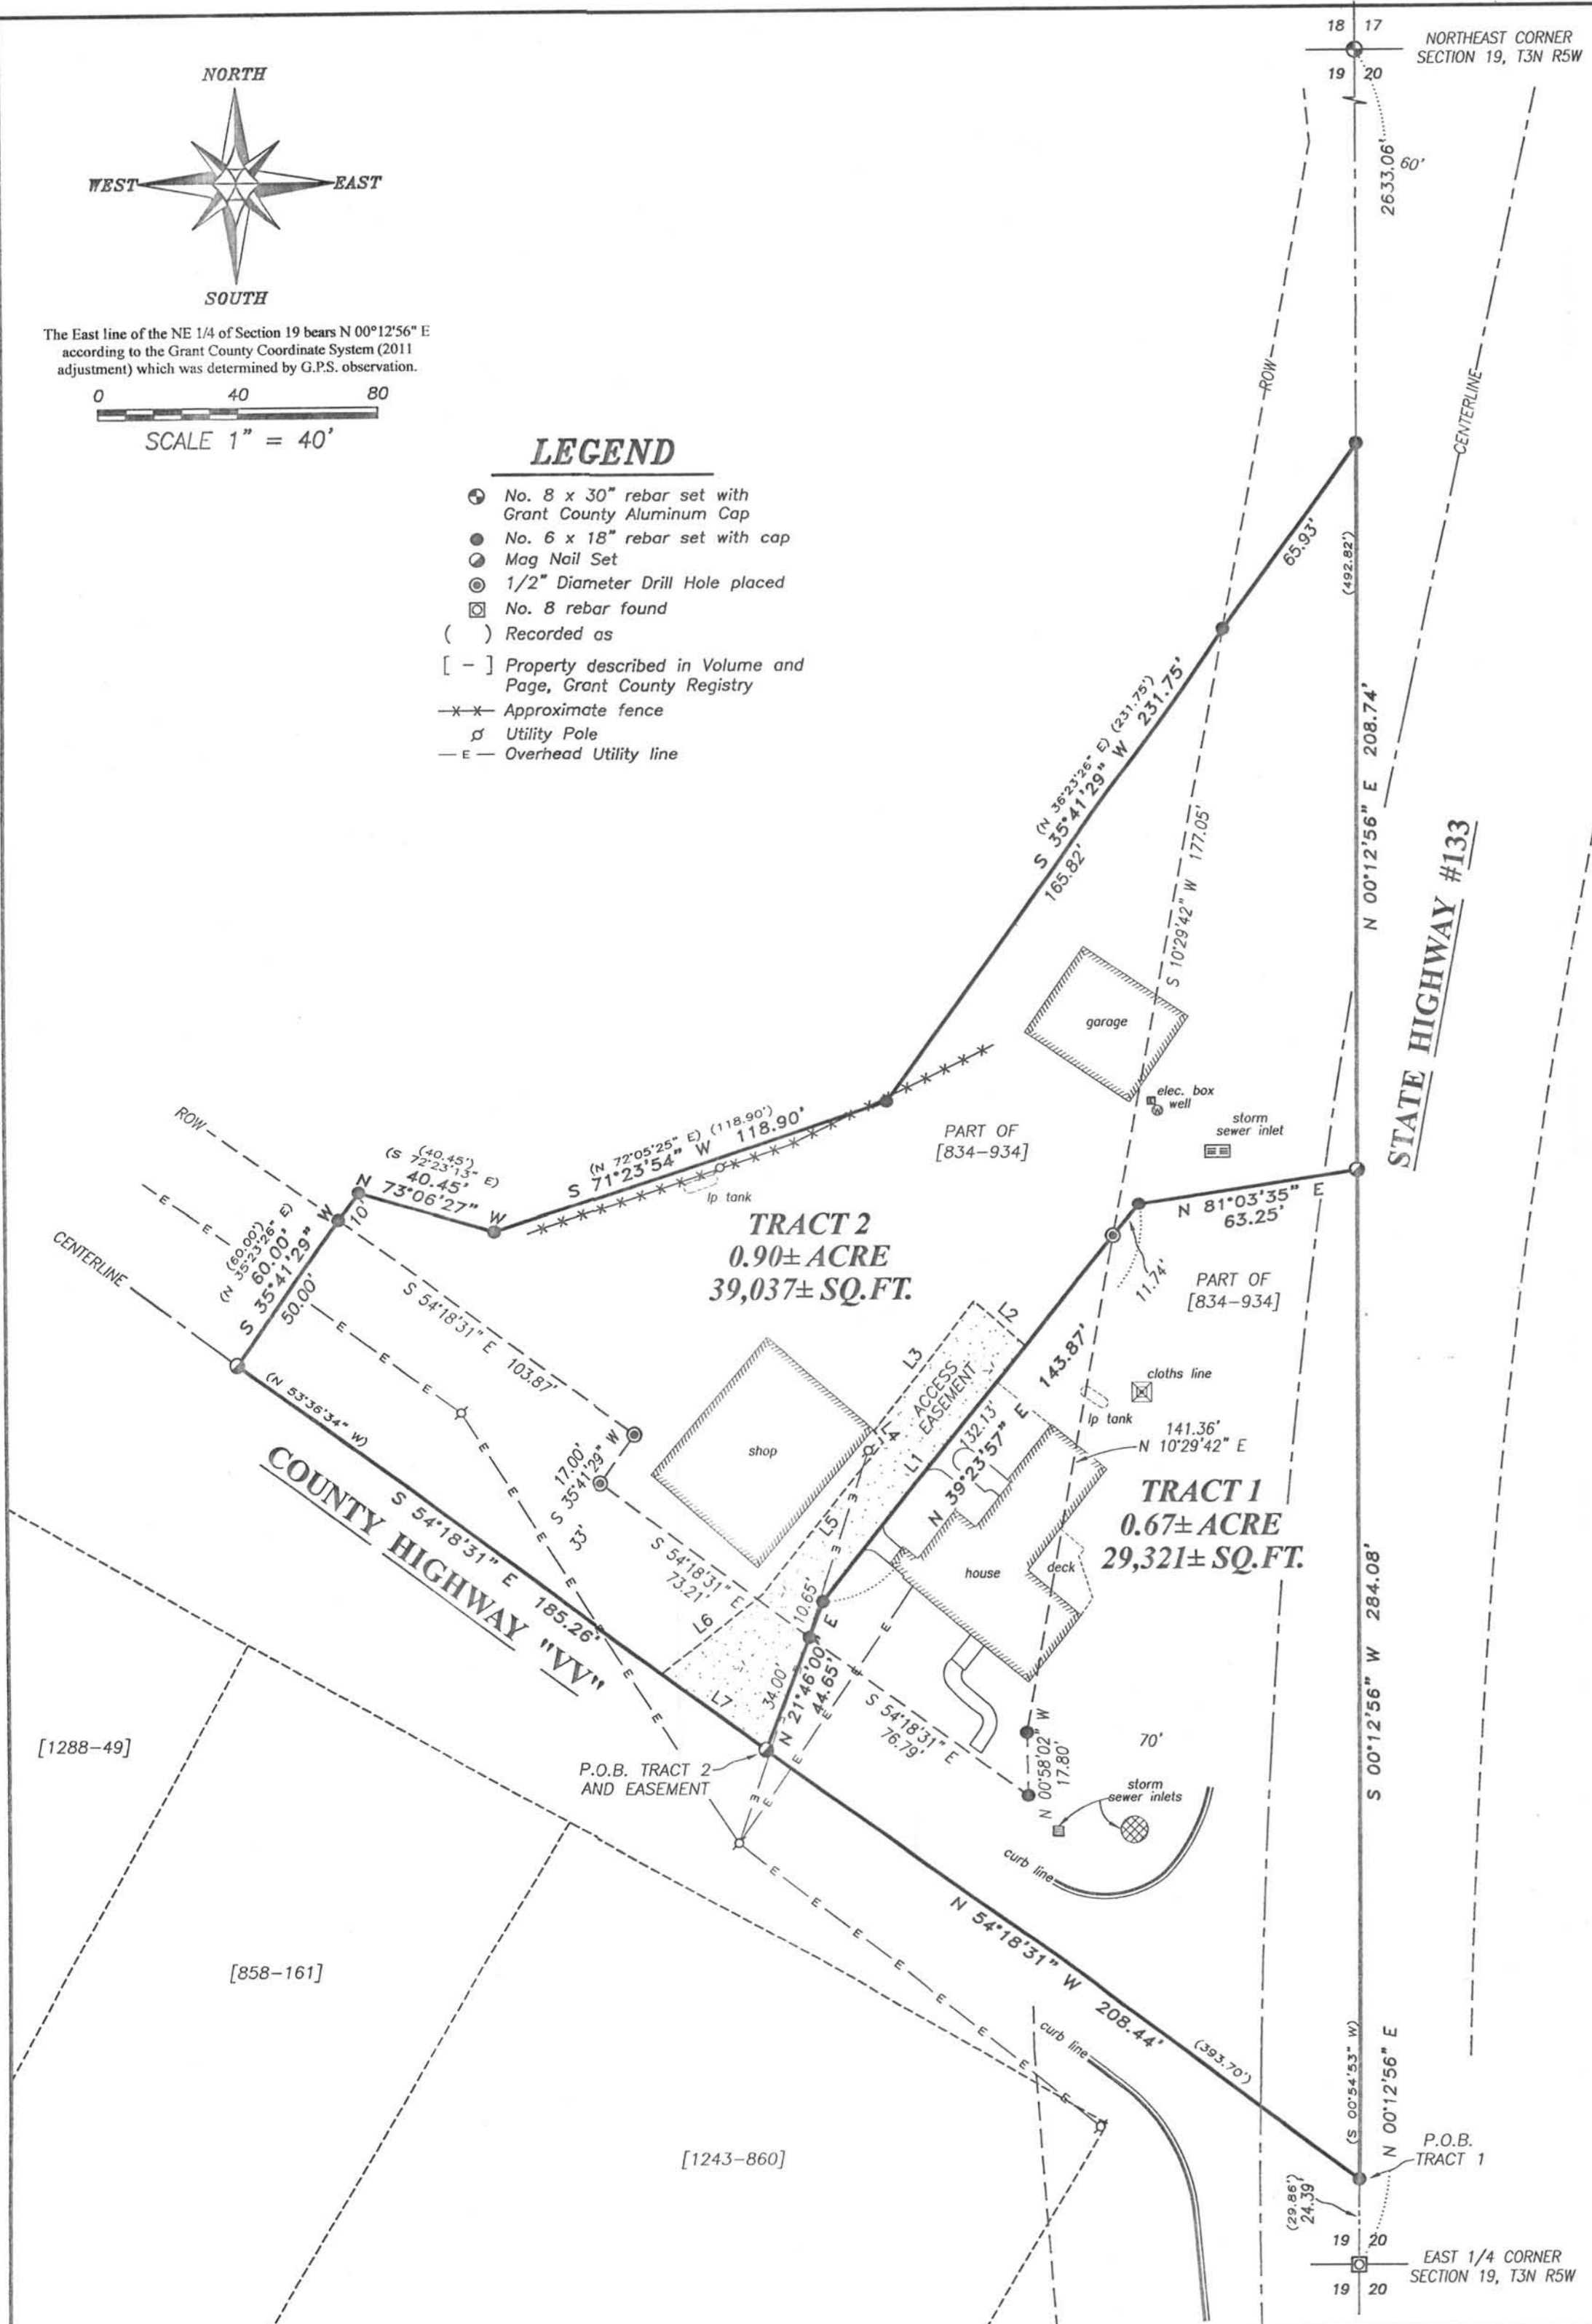 18 17
NORTHEAST CORNER
SECTION 19, T3N R5W
19 20
2633.06'
60'
NORTH
WEST
EAST
SOUTH
The East line of the NE 1/4 of Section 19 bears N 00°12'56" E
according to the Grant County Coordinate System (2011
adjustment) which was determined by G.P.S. observation.
0 40 80
SCALE 1" = 40'
LEGEND
No. 8 x 30" rebar set with
Grant County Aluminum Cap
No. 6 x 18" rebar set with cap
Mag Nail Set
1/2" Diameter Drill Hole placed
No. 8 rebar found
( ) Recorded as
[ - ] Property described in Volume and
Page, Grant County Registry
Approximate fence
Utility Pole
E Overhead Utility line
ROW
CENTERLINE
65.93'
(492.82')
(N 36°23'26" E) (231.75')
S 35°41'29" W 231.75'
165.82'
S 10°29'42" W 177.05'
N 00°12'56" E 208.74'
STATE HIGHWAY #133
garage
elec. box
well
storm
sewer inlet
PART OF
[834-934]
N 81°03'35" E
63.25'
11.74'
PART OF
[834-934]
ROW
(40.45')
(S 72°23'13" E)
40.45'
N 73°06'27" W
10'
(N 72°05'25" E) (118.90')
S 71°23'54" W 118.90'
lp tank
TRACT 2
0.90± ACRE
39,037± SQ.FT.
(60.00')
(N 35°23'26" E)
60.00'
S 35°41'29" W
50.00'
CENTERLINE
S 54°18'31" E 103.87'
(N 53°36'34" W)
17.00'
S 35°41'29" W
33'
COUNTY HIGHWAY "VV"
S 54°18'31" E 185.26'
S 54°18'31" E
73.21'
shop
L3
L2
ACCESS
EASEMENT
L4
L1
L5
L6
L7
143.87'
132.13'
N 39°23'57" E
cloths line
lp tank
141.36'
N 10°29'42" E
TRACT 1
0.67± ACRE
29,321± SQ.FT.
house
deck
10.65'
34.00'
N 21°46'00" E
44.65'
S 54°18'31" E
76.79'
N 00°58'02" W
17.80'
70'
storm
sewer inlets
curb line
P.O.B. TRACT 2
AND EASEMENT
S 00°12'56" W 284.08'
N 54°18'31" W 208.44'
(393.70')
curb line
[1288-49]
[858-161]
[1243-860]
(S 00°54'53" W)
N 00°12'56" E
P.O.B.
TRACT 1
(29.86')
24.39'
19 20
EAST 1/4 CORNER
SECTION 19, T3N R5W
19 20